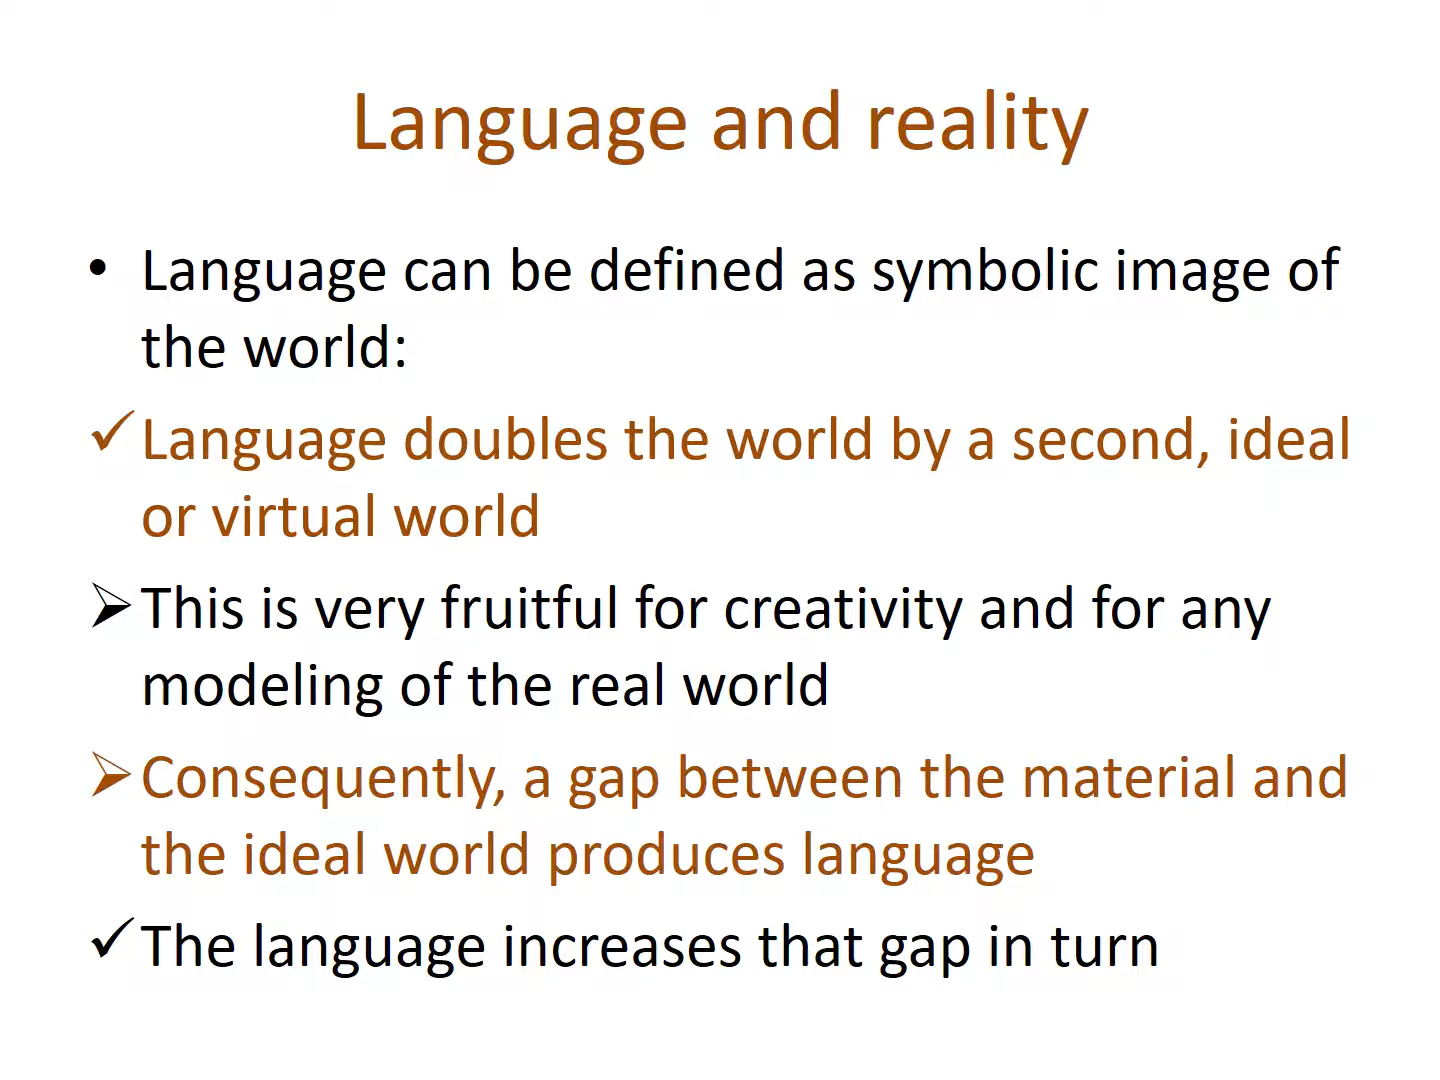 Language and reality
• Language can be defined as symbolic image of
the world:
✓ Language doubles the world by a second, ideal
or virtual world
➢ This is very fruitful for creativity and for any
modeling of the real world
➢ Consequently, a gap between the material and
the ideal world produces language
✓ The language increases that gap in turn